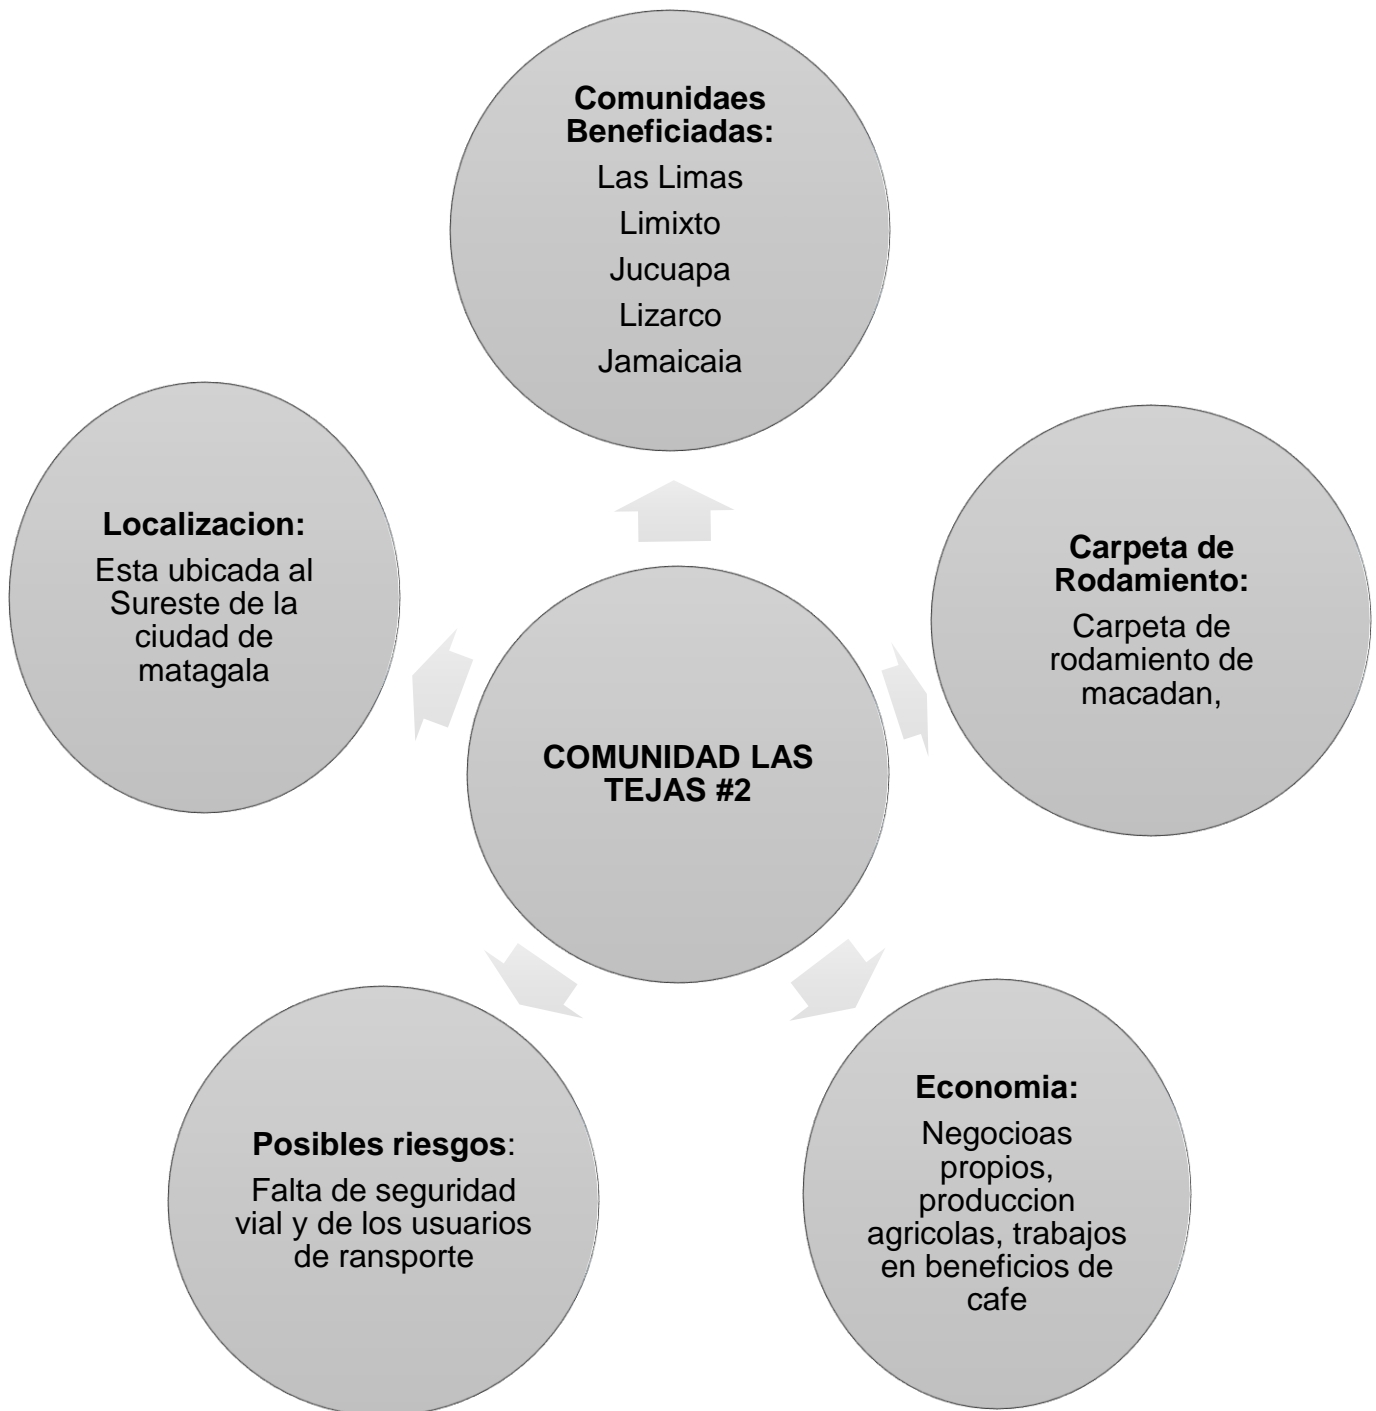 Comunidaes
Beneficiadas:
Las Limas
Limixto
Jucuapa
Lizarco
Jamaicaia
Localizacion:
Esta ubicada al
Sureste de la
ciudad de
matagala
Carpeta de
Rodamiento:
Carpeta de
rodamiento de
macadan,
COMUNIDAD LAS
TEJAS #2
Posibles riesgos:
Falta de seguridad
vial y de los usuarios
de ransporte
Economia:
Negocioas
propios,
produccion
agricolas, trabajos
en beneficios de
cafe